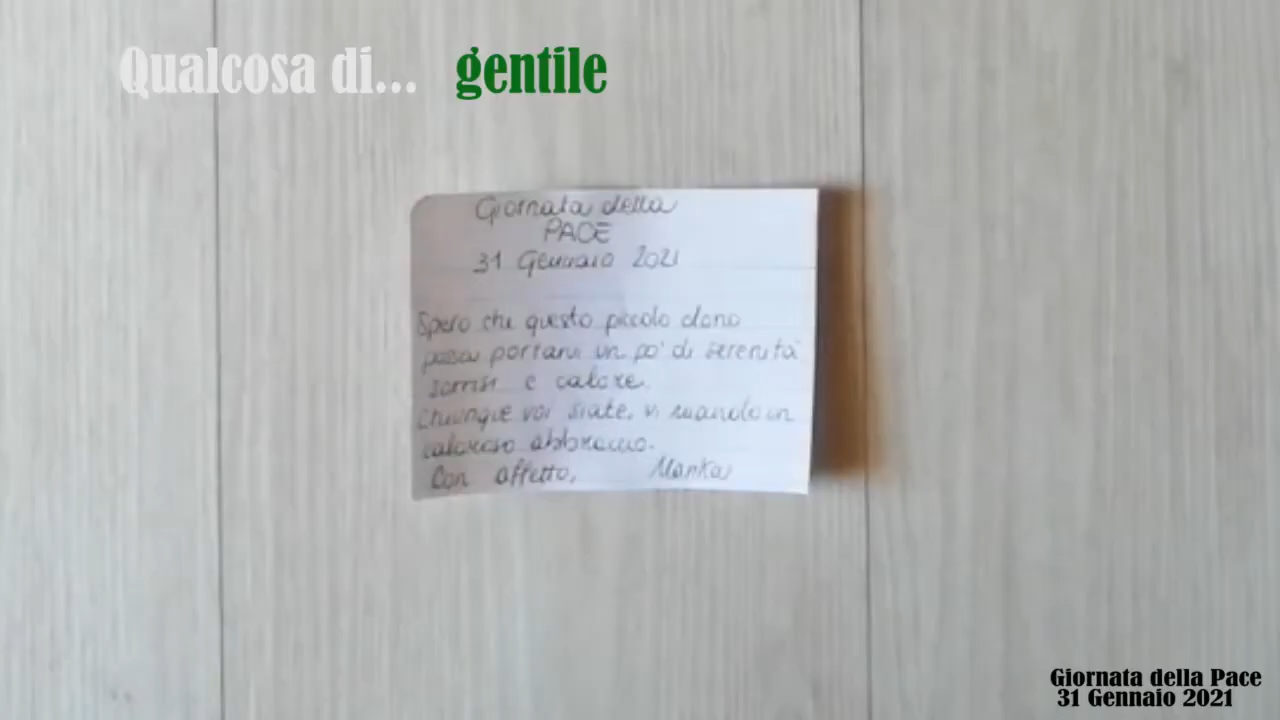 Qualcosa di... gentile
Giornata della
PACE
31 Gennaio 2021
Spero che questo piccolo dono
possa portarvi un po' di serenità
sorrisi e calore.
Chiunque voi siate, vi mando un
caloroso abbraccio.
Con affetto,
Giornata della Pace
31 Gennaio 2021